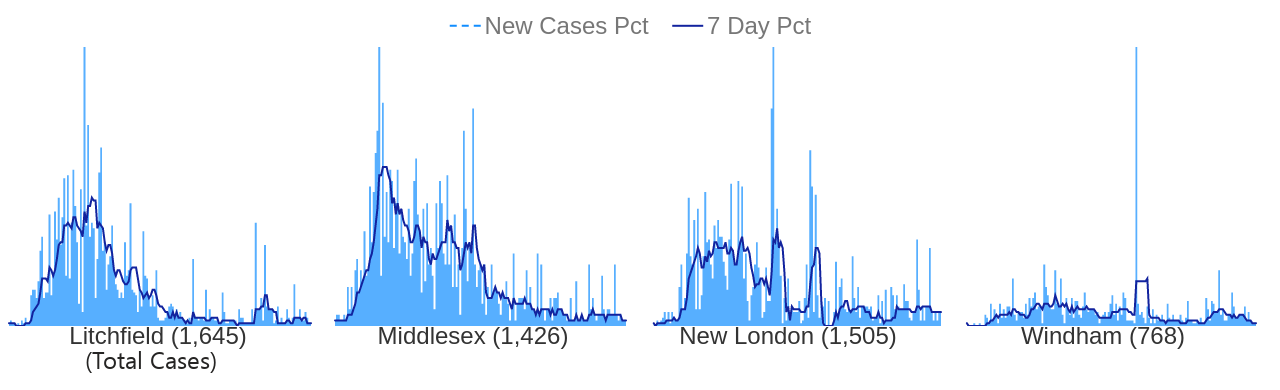 New Cases Pct 7 Day Pct
Litchfield (1,645) Middlesex (1,426) New London (1,505) Windham (768)
(Total Cases)